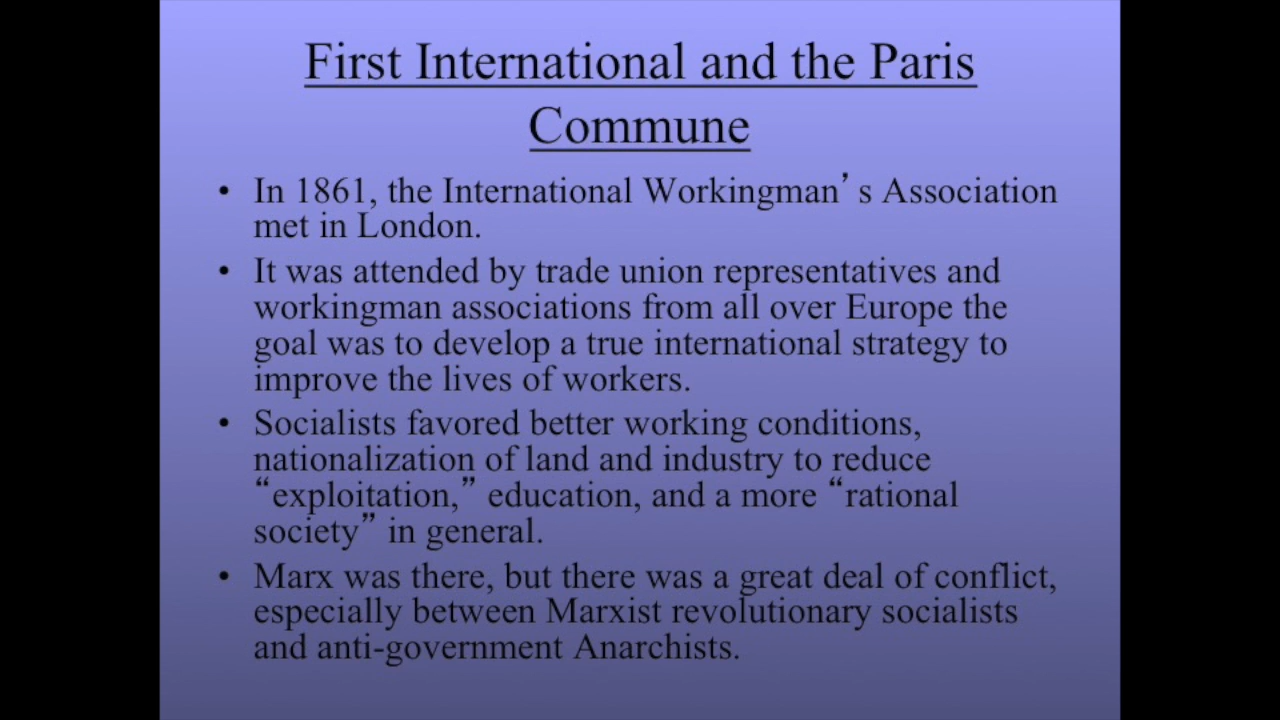 First International and the Paris
Commune
• In 1861, the International Workingman’s Association
met in London.
• It was attended by trade union representatives and
workingman associations from all over Europe the
goal was to develop a true international strategy to
improve the lives of workers.
• Socialists favored better working conditions,
nationalization of land and industry to reduce
“exploitation,” education, and a more “rational
society” in general.
• Marx was there, but there was a great deal of conflict,
especially between Marxist revolutionary socialists
and anti-government Anarchists.